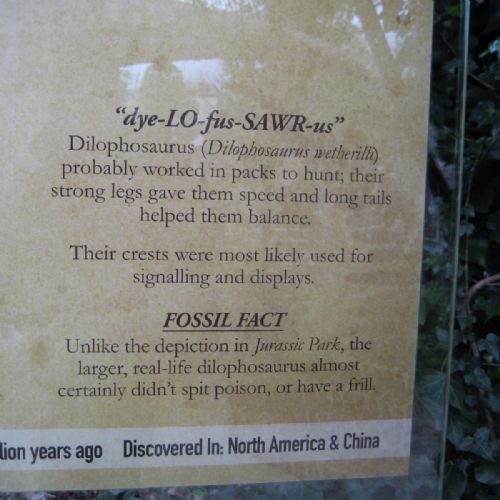 “dye-LO-fus-SAWR-us”
Dilophosaurus (Dilophosaurus wetherilli)
probably worked in packs to hunt; their
strong legs gave them speed and long tails
helped them balance.
Their crests were most likely used for
signalling and displays.
FOSSIL FACT
Unlike the depiction in Jurassic Park, the
larger, real-life dilophosaurus almost
certainly didn’t spit poison, or have a frill.
lion years ago Discovered In: North America & China